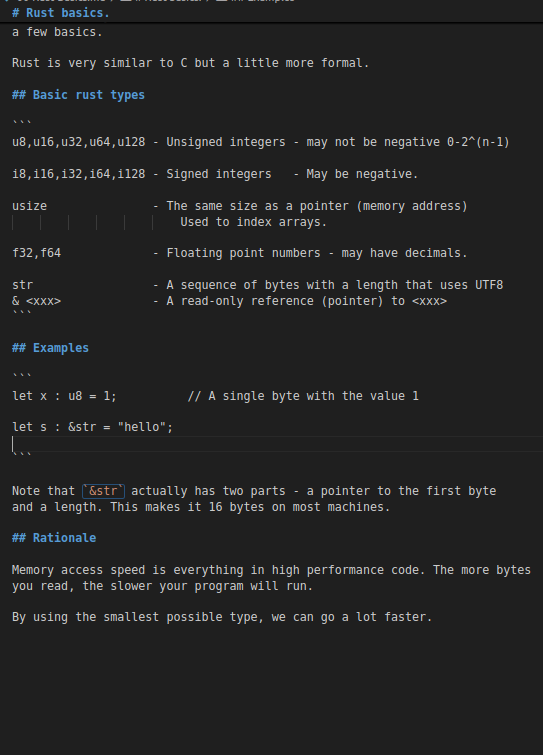 # Rust basics.
a few basics.
Rust is very similar to C but a little more formal.
## Basic rust types
```
u8,u16,u32,u64,u128 - Unsigned integers - may not be negative 0-2^(n-1)
i8,i16,i32,i64,i128 - Signed integers   - May be negative.
usize               - The same size as a pointer (memory address)
                        Used to index arrays.
f32,f64             - Floating point numbers - may have decimals.
str                 - A sequence of bytes with a length that uses UTF8
& <xxx>             - A read-only reference (pointer) to <xxx>
```
## Examples
```
let x : u8 = 1;          // A single byte with the value 1
let s : &str = "hello";
```
Note that `&str` actually has two parts - a pointer to the first byte
and a length. This makes it 16 bytes on most machines.
## Rationale
Memory access speed is everything in high performance code. The more bytes
you read, the slower your program will run.
By using the smallest possible type, we can go a lot faster.